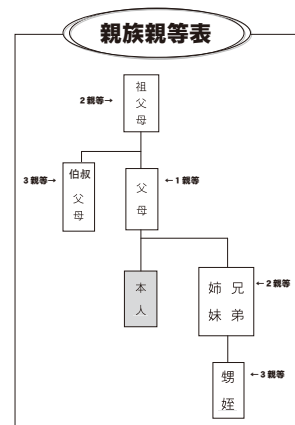 親族親等表
2親等→
祖父母
3親等→
伯叔父母
父母
←1親等
本人
姉妹
兄弟
←2親等
甥姪
←3親等